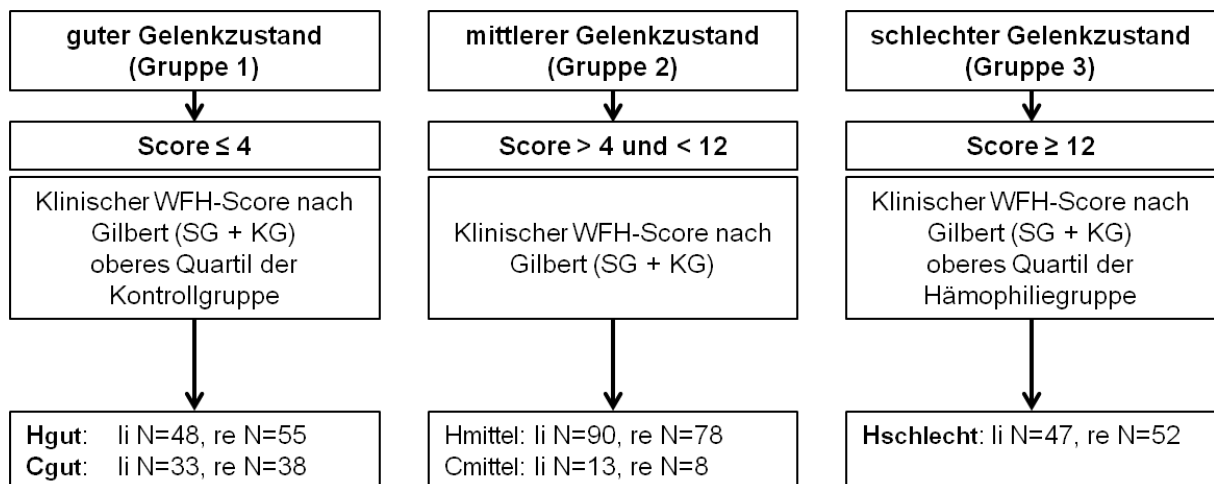 guter Gelenkzustand
(Gruppe 1)
Score ≤ 4
Klinischer WFH-Score nach
Gilbert (SG + KG)
oberes Quartil der
Kontrollgruppe
Hgut: li N=48, re N=55
Cgut: li N=33, re N=38
mittlerer Gelenkzustand
(Gruppe 2)
Score > 4 und < 12
Klinischer WFH-Score nach
Gilbert (SG + KG)
Hmittel: li N=90, re N=78
Cmittel: li N=13, re N=8
schlechter Gelenkzustand
(Gruppe 3)
Score ≥ 12
Klinischer WFH-Score nach
Gilbert (SG + KG)
oberes Quartil der
Hämophiliegruppe
Hschlecht: li N=47, re N=52